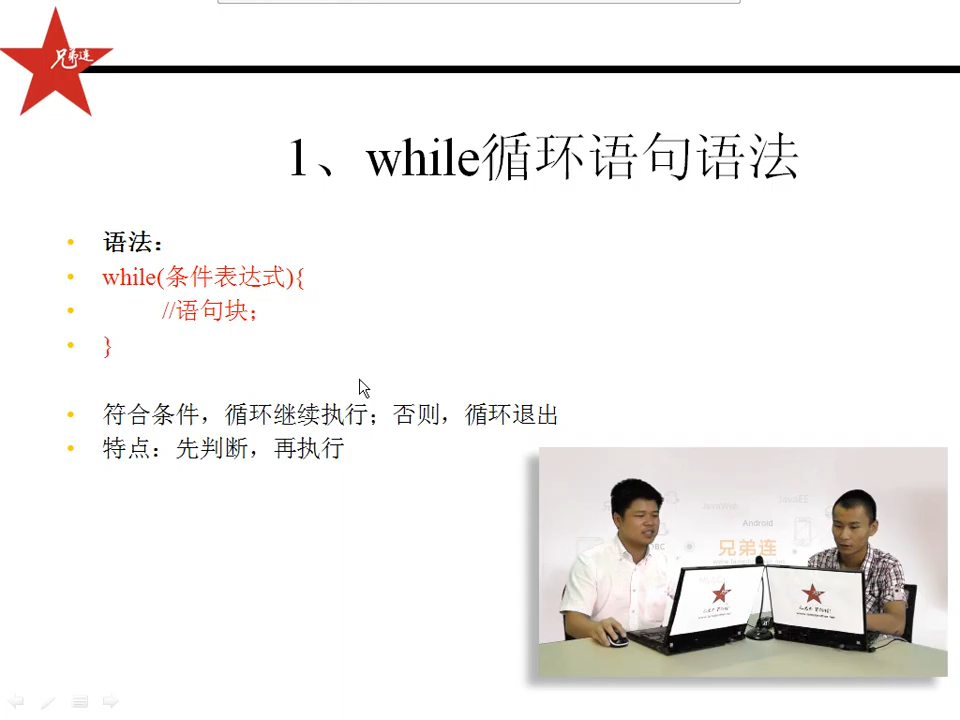 兄弟连
1、while循环语句语法
语法：
while(条件表达式){
//语句块；
}
符合条件，循环继续执行；否则，循环退出
特点：先判断，再执行
JavaEE
JavaWeb
Android
兄弟连